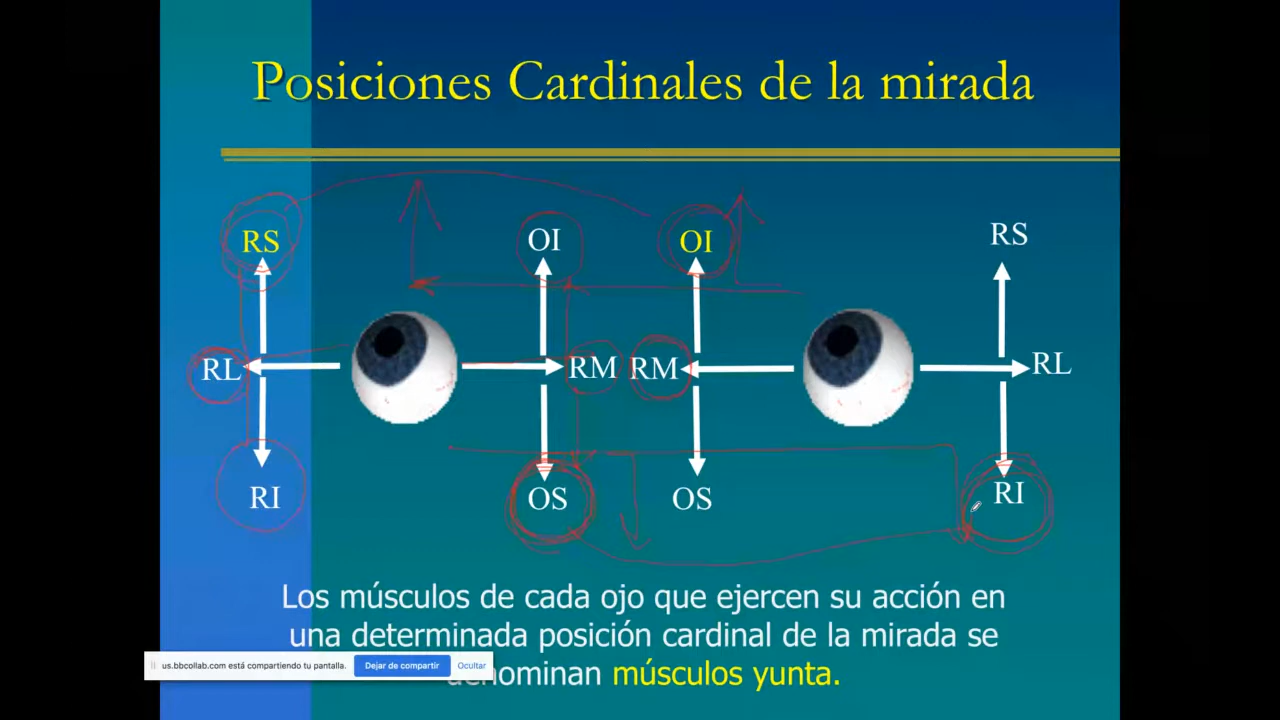 Posiciones Cardinales de la mirada
RS OI OI RS
RL RM RM RL
RI OS OS RI
Los músculos de cada ojo que ejercen su acción en
una determinada posición cardinal de la mirada se
us.bbcollab.com está compartiendo tu pantalla. Dejar de compartir Ocultar
músculos yunta.